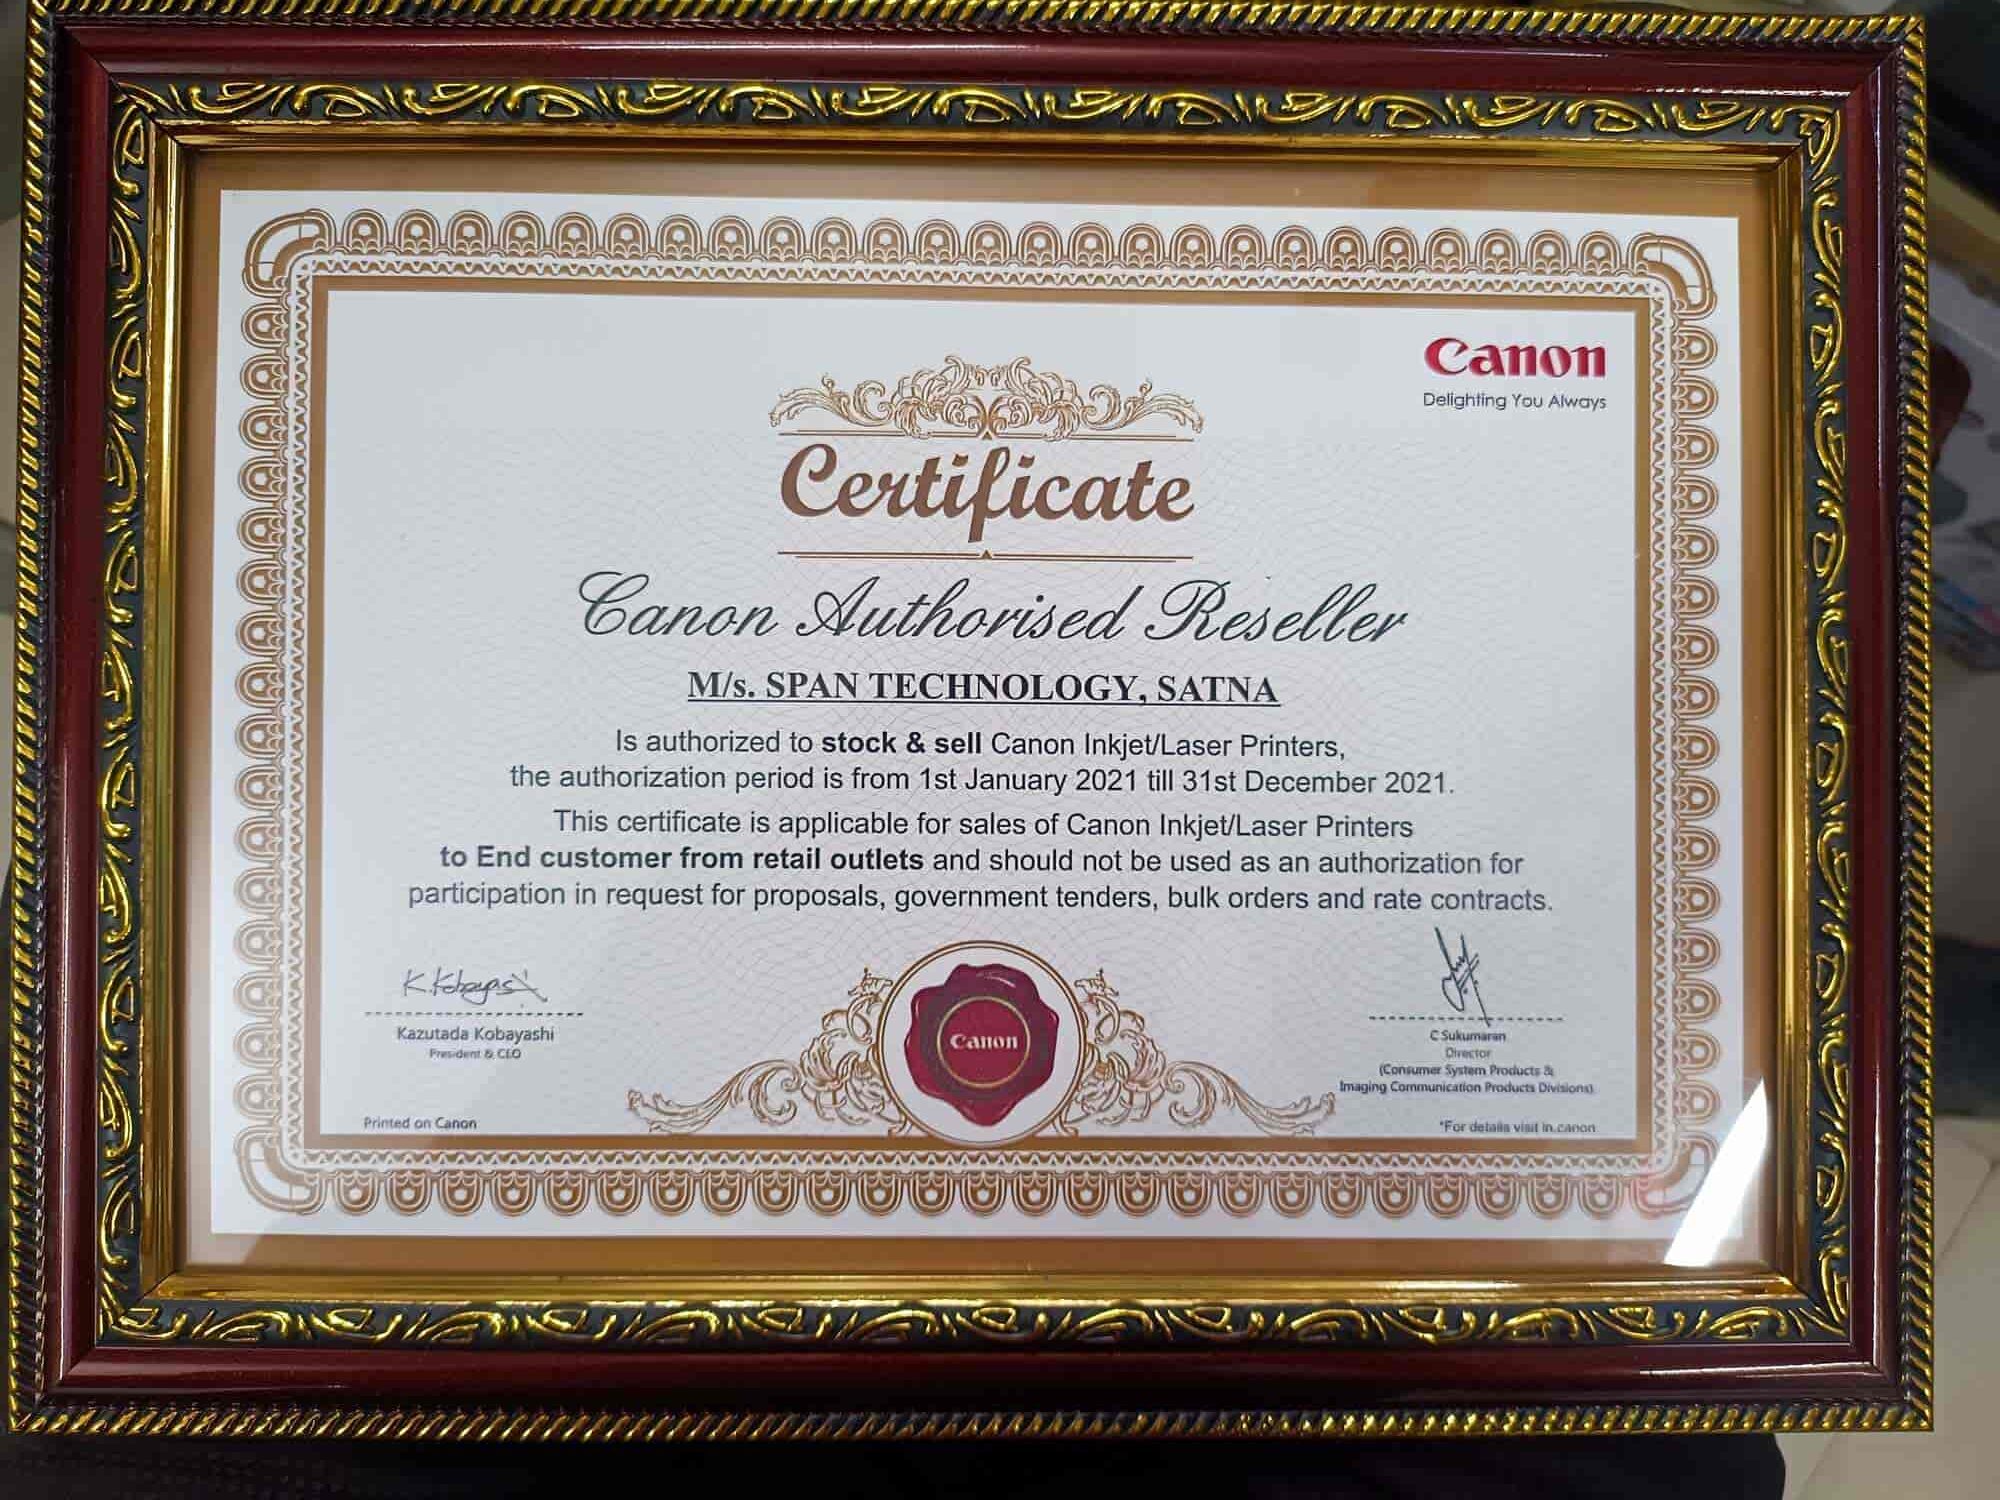 Canon
Delighting You Always
Certificate
Canon Authorised Reseller
M/s. SPAN TECHNOLOGY, SATNA
Is authorized to stock & sell Canon Inkjet/Laser Printers,
the authorization period is from 1st January 2021 till 31st December 2021.
This certificate is applicable for sales of Canon Inkjet/Laser Printers
to End customer from retail outlets and should not be used as an authorization for
participation in request for proposals, government tenders, bulk orders and rate contracts.
K. Kobayasi
Kazutada Kobayashi
President & CEO
Canon
C Sukumaran
Director
(Consumer System Products &
Imaging Communication Products Divisions)
Printed on Canon
*For details visit in.canon